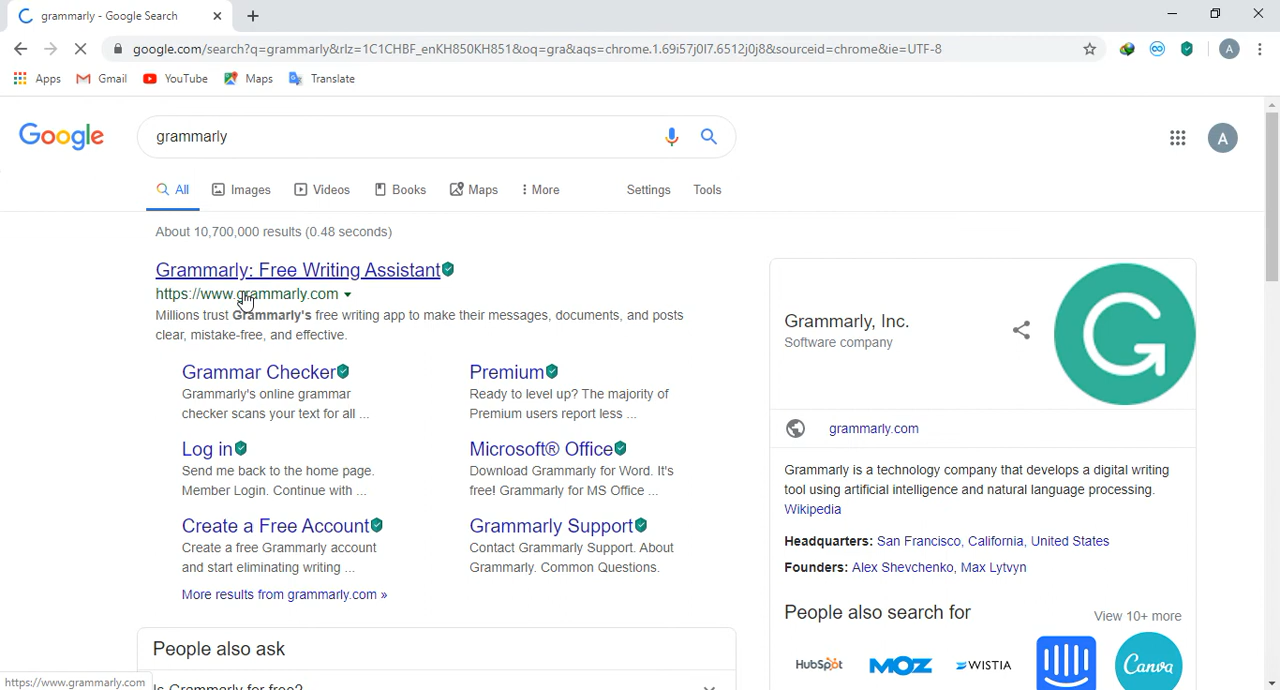 grammarly - Google Search
google.com/search?q=grammarly&rlz=1C1CHBF_enKH850KH851&oq=gra&aqs=chrome.1.69i57j0l7.6512j0j8&sourceid=chrome&ie=UTF-8
A
Apps Gmail YouTube Maps Translate
Google
grammarly
A
All Images Videos Books Maps More Settings Tools
About 10,700,000 results (0.48 seconds)
Grammarly: Free Writing Assistant
https://www.grammarly.com
Millions trust Grammarly's free writing app to make their messages, documents, and posts
clear, mistake-free, and effective.
Grammar Checker
Grammarly's online grammar
checker scans your text for all ...
Premium
Ready to level up? The majority of
Premium users report less ...
Log in
Send me back to the home page.
Member Login. Continue with ...
Microsoft® Office
Download Grammarly for Word. It's
free! Grammarly for MS Office ...
Create a Free Account
Create a free Grammarly account
and start eliminating writing ...
Grammarly Support
Contact Grammarly Support. About
Grammarly. Common Questions.
More results from grammarly.com »
People also ask
Is Grammarly for free?
Grammarly, Inc.
Software company
G
grammarly.com
Grammarly is a technology company that develops a digital writing
tool using artificial intelligence and natural language processing.
Wikipedia
Headquarters: San Francisco, California, United States
Founders: Alex Shevchenko, Max Lytvyn
People also search for
View 10+ more
HubSpot MOZ WISTIA Canva
https://www.grammarly.com